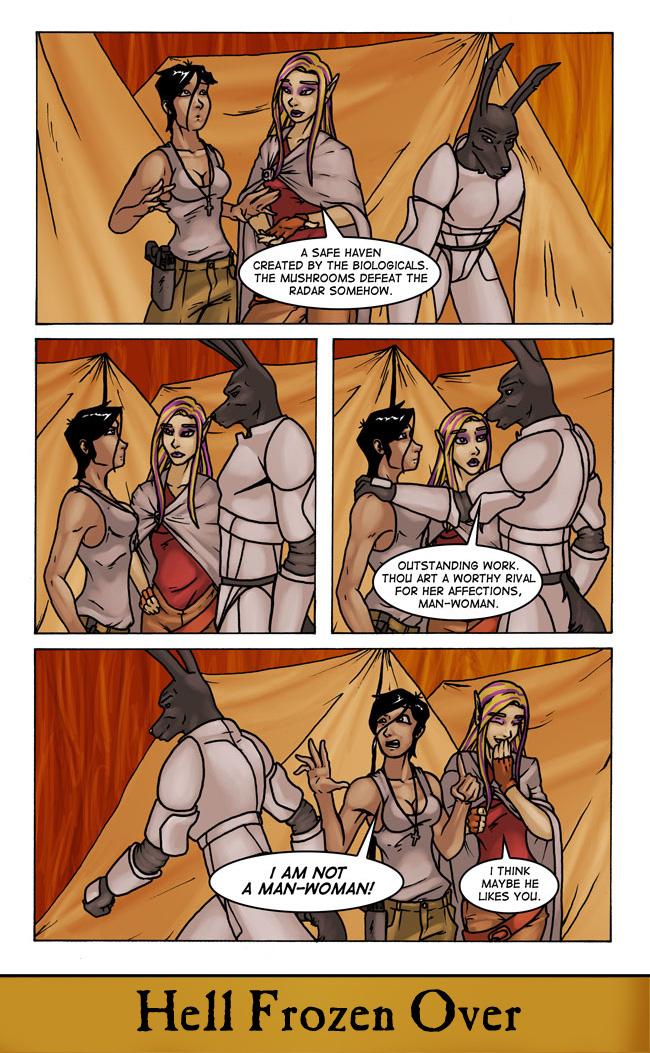 A SAFE HAVEN
CREATED BY THE BIOLOGICALS.
THE MUSHROOMS DEFEAT THE
RADAR SOMEHOW.
OUTSTANDING WORK.
THOU ART A WORTHY RIVAL
FOR HER AFFECTIONS,
MAN-WOMAN.
I AM NOT
A MAN-WOMAN!
I THINK
MAYBE HE
LIKES YOU.
Hell Frozen Over